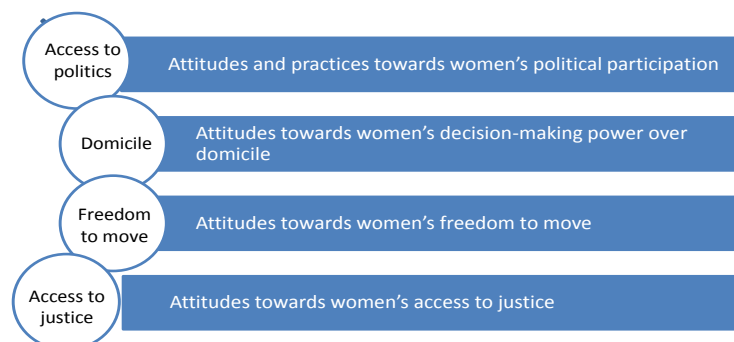 Access to
politics
Attitudes and practices towards women's political participation
Domicile
Attitudes towards women's decision-making power over
domicile
Freedom
to move
Attitudes towards women's freedom to move
Access to
justice
Attitudes towards women's access to justice